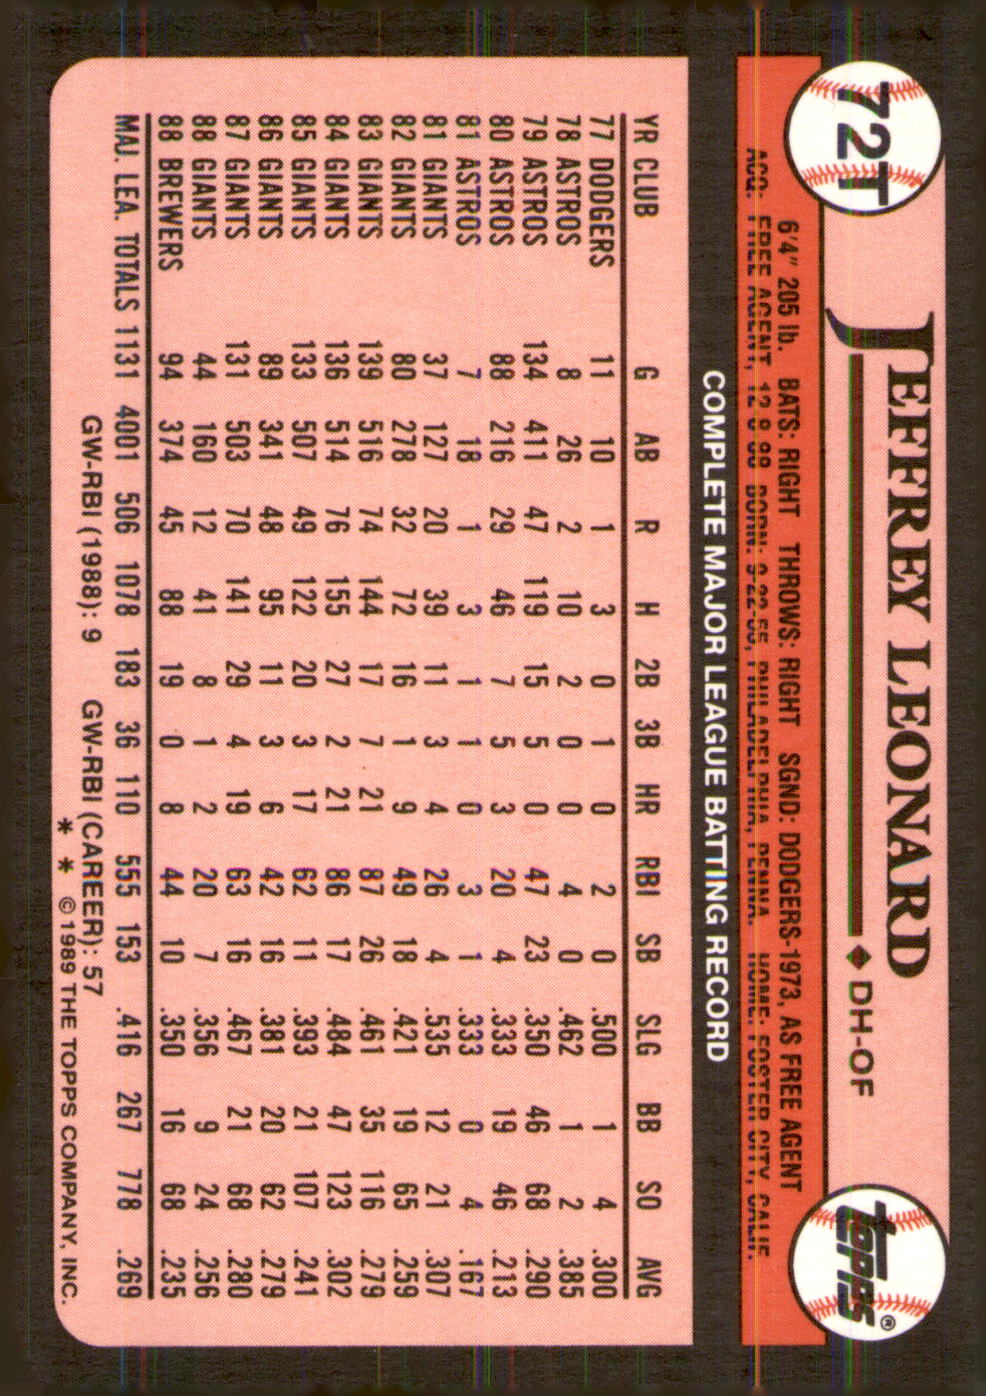 72T
JEFFREY LEONARD
◆ DH-OF
TOPPS®
6'4" 205 lb. BATS: RIGHT THROWS: RIGHT SGND: DODGERS-1973, AS FREE AGENT
ACQ: FREE AGENT, BORN: 9-22-55, PHILADELPHIA, PENNA. HOME: FOSTER CITY, CALIF.
COMPLETE MAJOR LEAGUE BATTING RECORD
YR CLUB G AB R H 2B 3B HR RBI SB SLG BB SO AVG
77 DODGERS 11 10 1 3 0 1 0 2 0 .500 1 4 .300
78 ASTROS 8 26 2 10 2 0 0 4 0 .462 1 2 .385
79 ASTROS 134 411 47 119 15 5 0 47 23 .350 46 68 .290
80 ASTROS 88 216 29 46 7 5 3 20 4 .333 19 46 .213
81 ASTROS 7 18 1 3 1 1 0 3 1 .333 0 4 .167
81 GIANTS 37 127 20 39 11 3 4 26 4 .535 12 21 .307
82 GIANTS 80 278 32 72 16 1 9 49 18 .421 19 65 .259
83 GIANTS 139 516 74 144 17 7 21 87 26 .461 35 116 .279
84 GIANTS 136 514 76 155 27 2 21 86 17 .484 47 123 .302
85 GIANTS 133 507 49 122 20 3 17 62 11 .393 21 107 .241
86 GIANTS 89 341 48 95 11 3 6 42 16 .381 20 62 .279
87 GIANTS 131 503 70 141 29 4 19 63 16 .467 21 68 .280
88 GIANTS 44 160 12 41 8 1 2 20 7 .356 9 24 .256
88 BREWERS 94 374 45 88 19 0 8 44 10 .350 16 68 .235
MAJ. LEA. TOTALS 1131 4001 506 1078 183 36 110 555 153 .416 267 778 .269
GW-RBI (1988): 9 GW-RBI (CAREER): 57
* * © 1989 THE TOPPS COMPANY, INC.